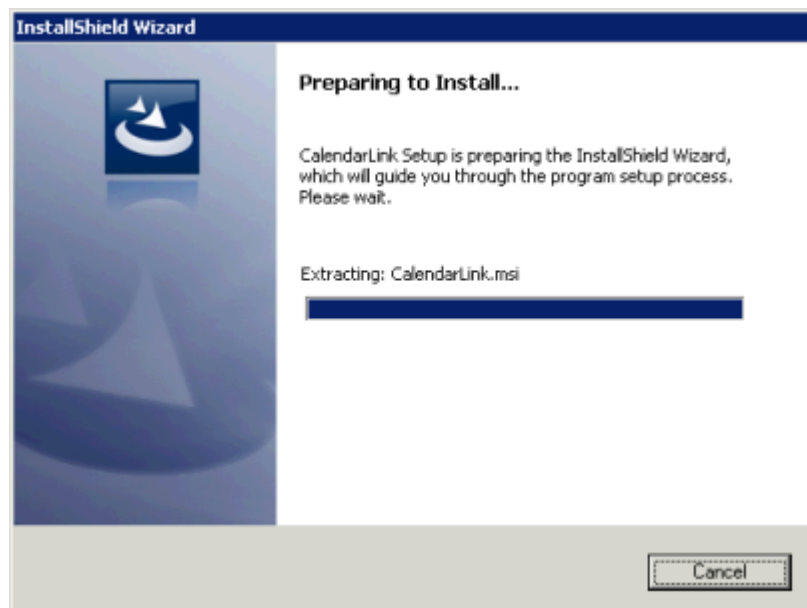 InstallShield Wizard
Preparing to Install...
CalendarLink Setup is preparing the InstallShield Wizard,
which will guide you through the program setup process.
Please wait.
Extracting: CalendarLink.msi
Cancel